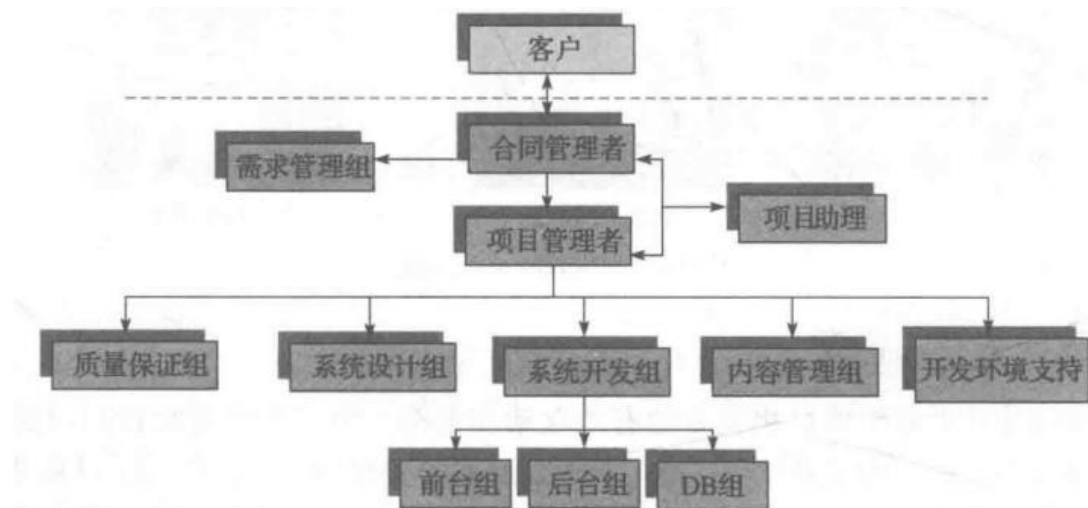 客户
合同管理者
需求管理组
项目助理
项目管理者
质量保证组
系统设计组
系统开发组
内容管理组
开发环境支持
前台组
后台组
DB组